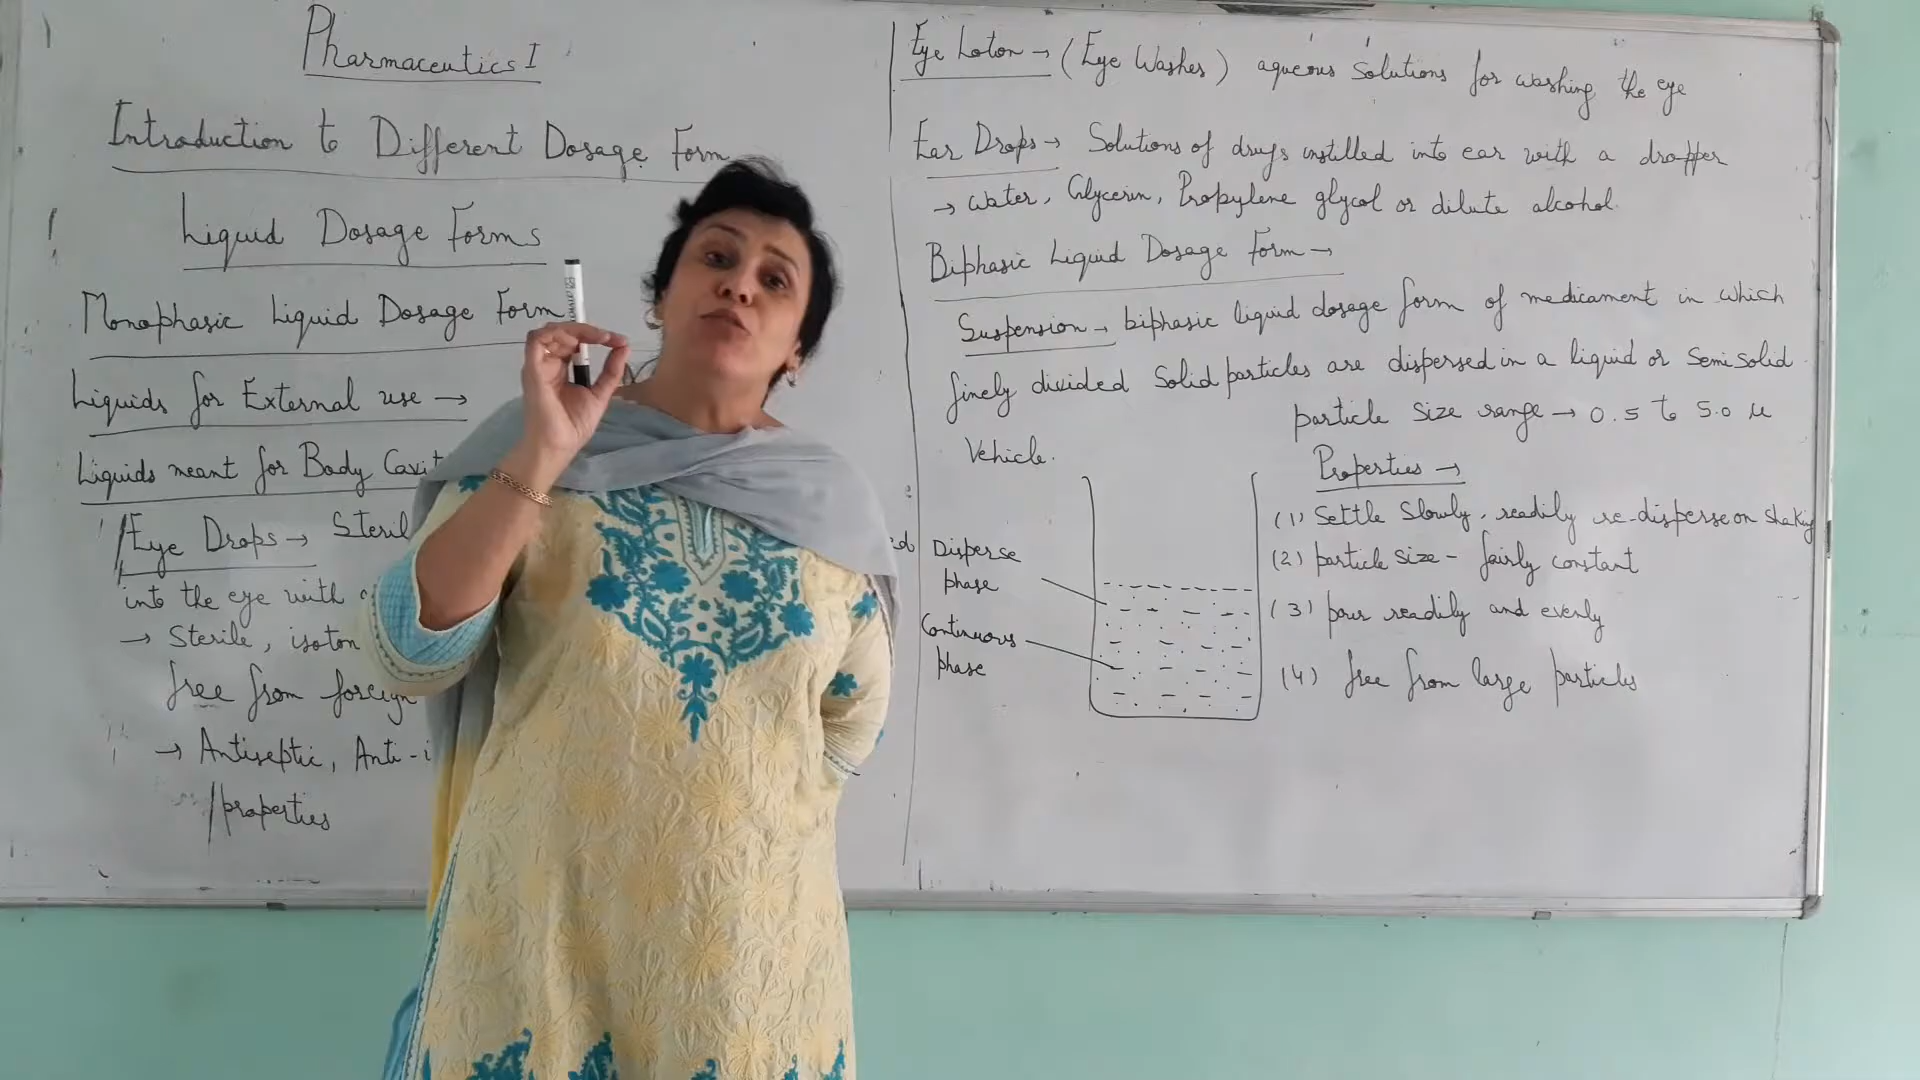 Pharmaceutics I
Introduction to Different Dosage Form
Liquid Dosage Forms
Monophasic Liquid Dosage Form
Liquids for External use →
Liquids meant for Body Cavit
Eye Drops → Steril
into the eye with
→ Sterile, isoton
free from foreign
→ Antiseptic, Anti-i
properties
Eye Loton → (Eye Washes) aqueous solutions for washing the eye
Ear Drops → Solutions of drugs instilled into ear with a dropper
→ Water, Glycerin, Propylene glycol or dilute alcohol.
Biphasic Liquid Dosage Form →
Suspension → biphasic liquid dosage form of medicament in which
finely divided Solid particles are dispersed in a liquid or semisolid
Vehicle.
particle size range → 0.5 to 5.0 μ
Properties →
(1) Settle slowly, readily re-disperse on shaking
(2) particle size - fairly constant
(3) pour readily and evenly
(4) free from large particles
Disperse
phase
Continuous
phase